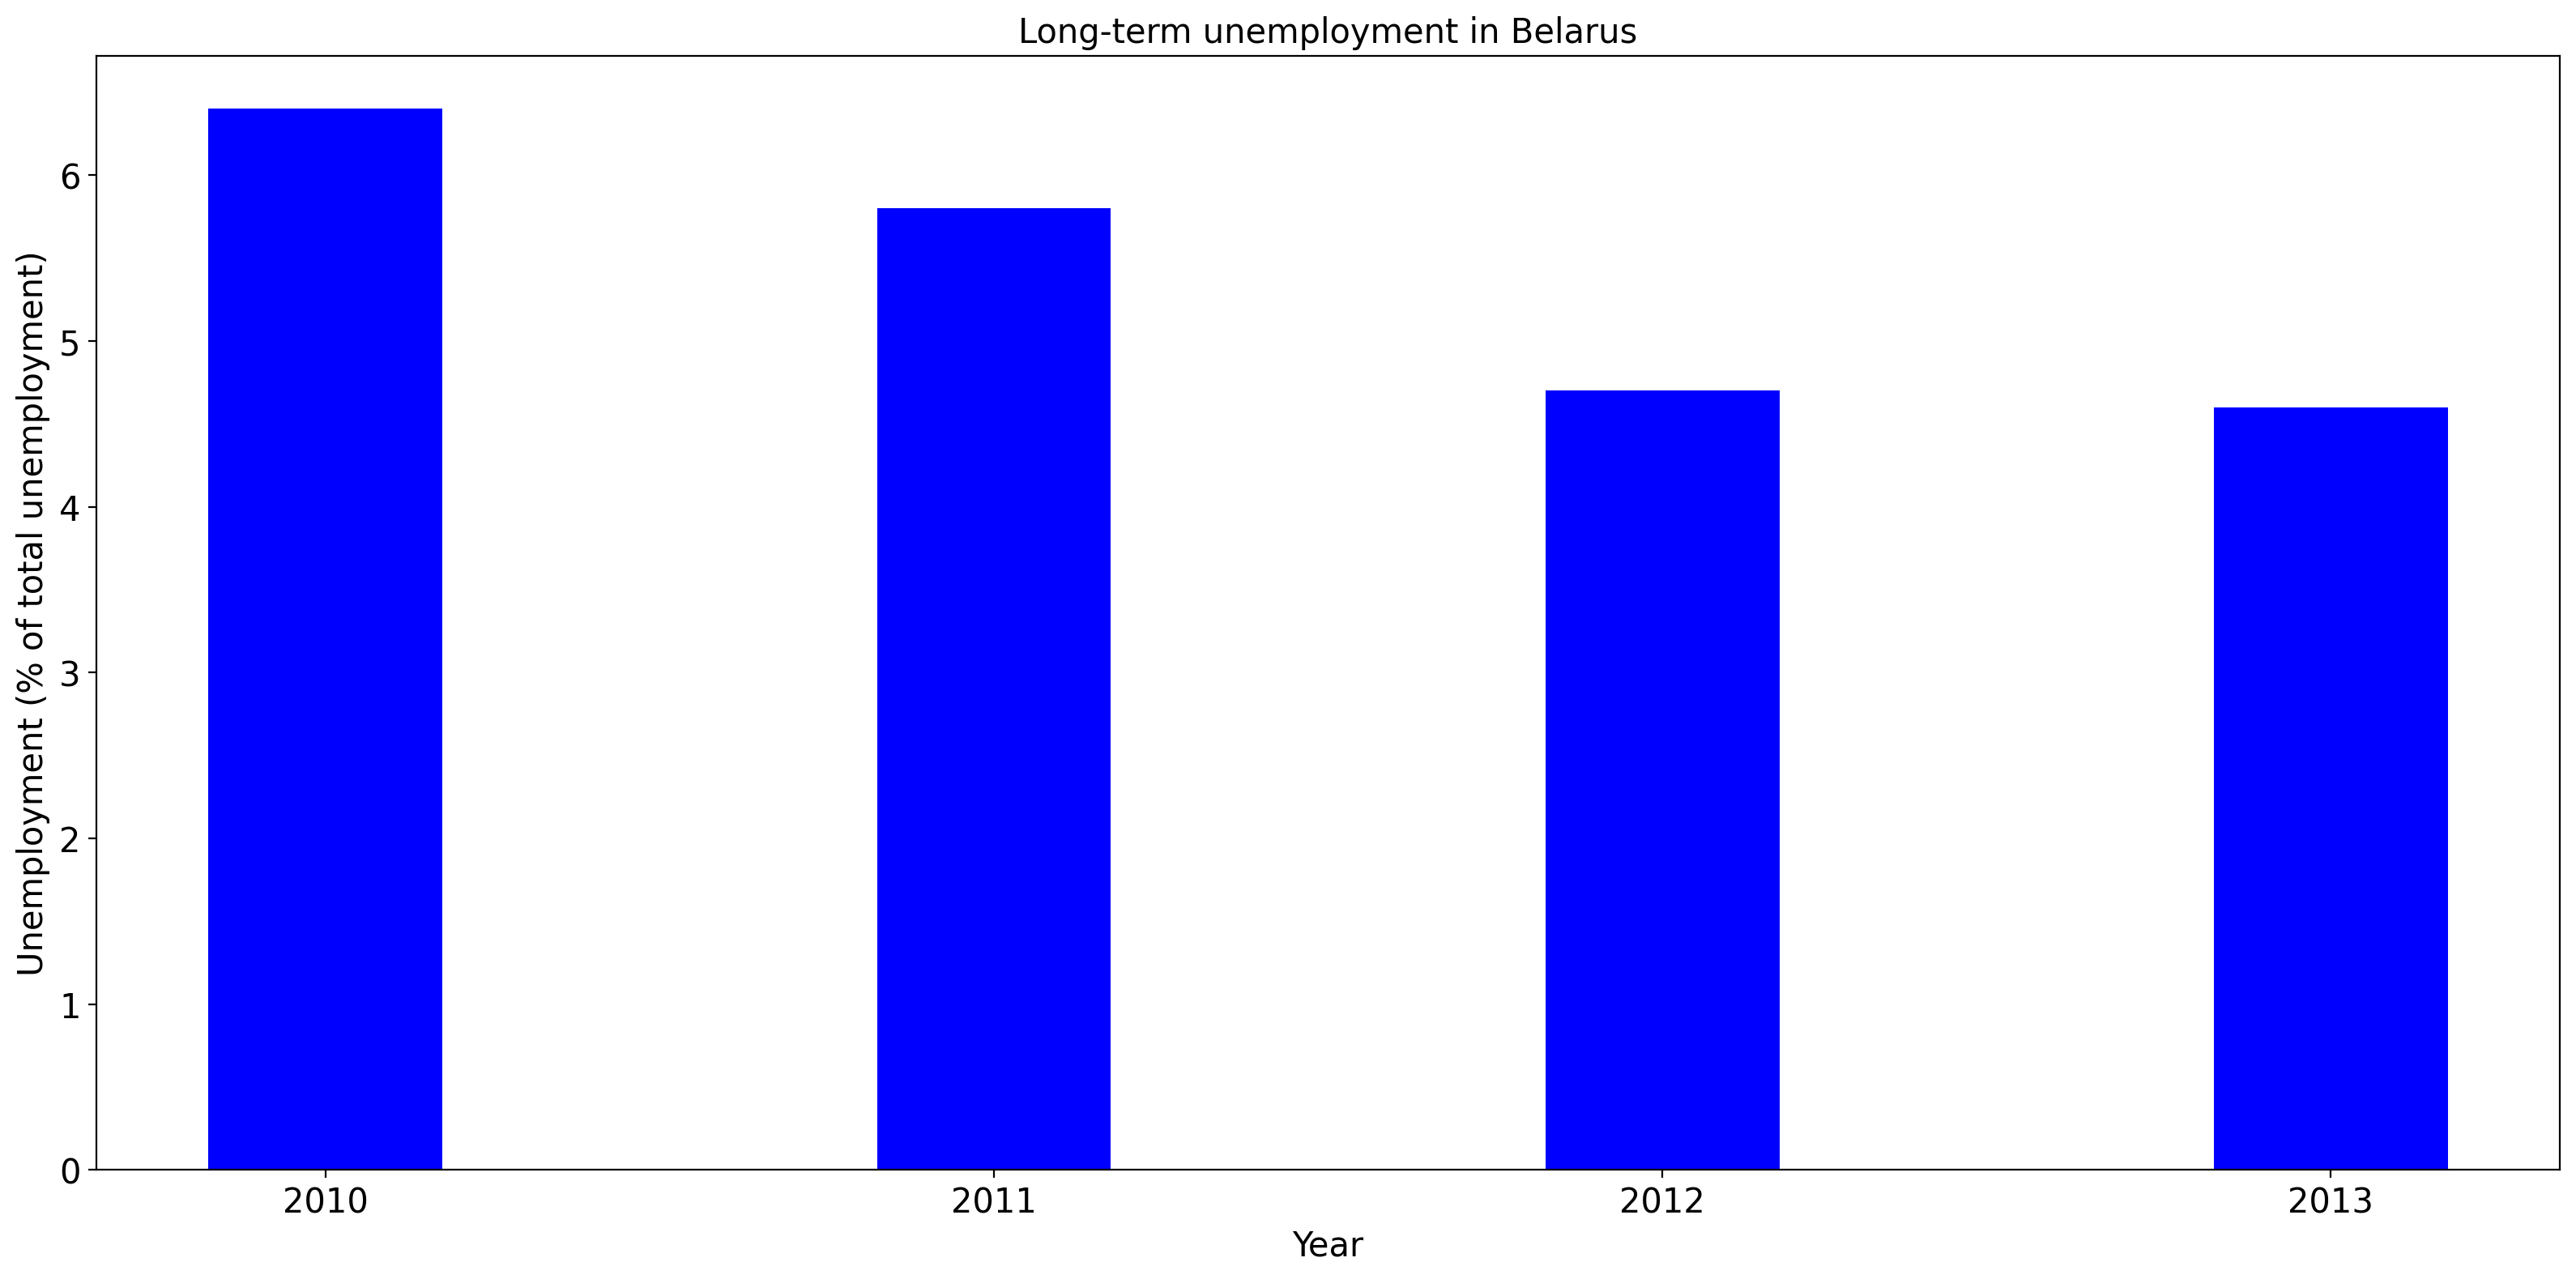 Long-term unemployment in Belarus
Unemployment (% of total unemployment)
6
5
4
3
2
1
0
2010 2011 2012 2013
Year